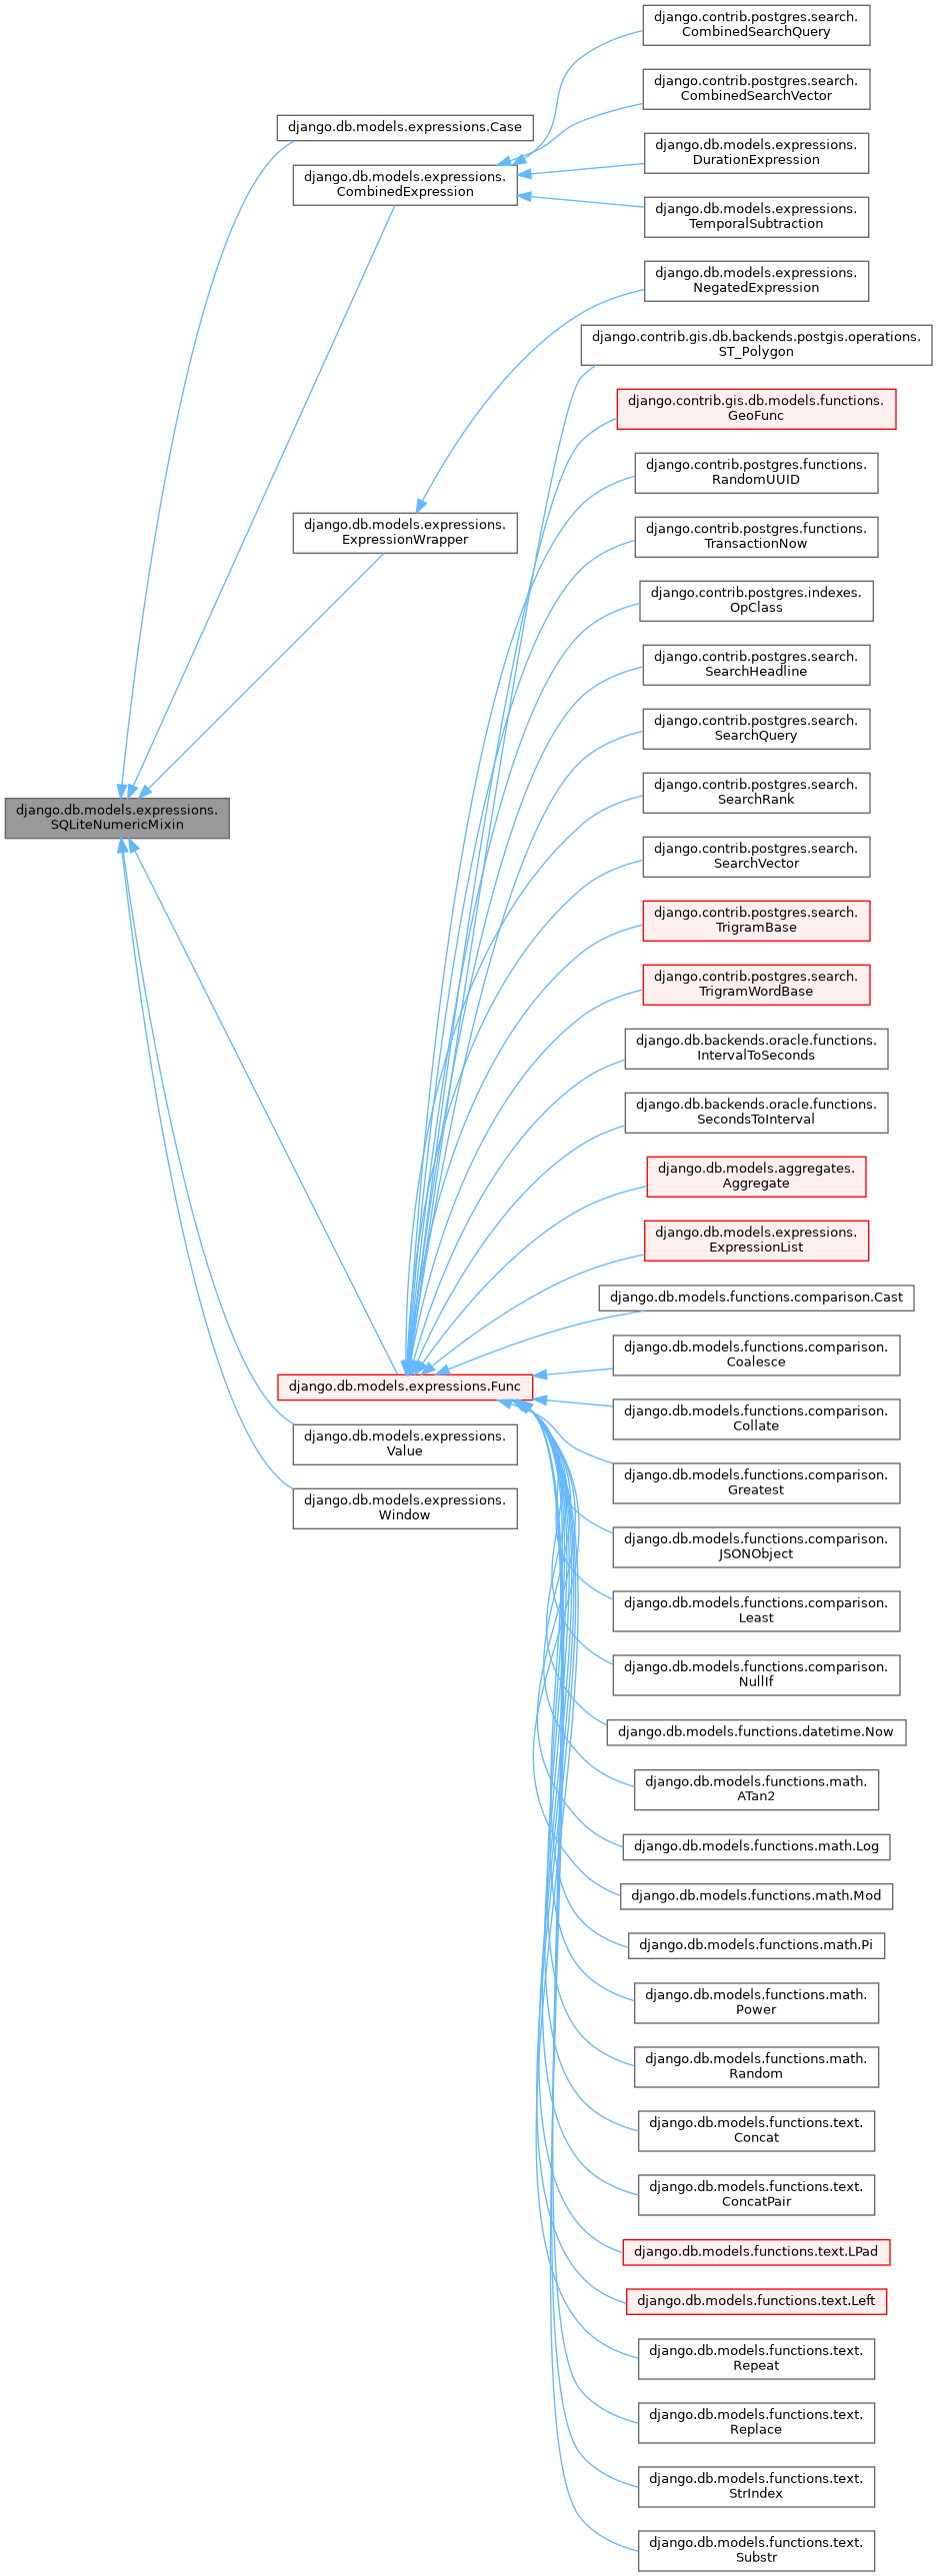 django.db.models.expressions.
SQLiteNumericMixin
django.db.models.expressions.Case
django.db.models.expressions.
CombinedExpression
django.db.models.expressions.
ExpressionWrapper
django.db.models.expressions.Func
django.db.models.expressions.
Value
django.db.models.expressions.
Window
django.contrib.postgres.search.
CombinedSearchQuery
django.contrib.postgres.search.
CombinedSearchVector
django.db.models.expressions.
DurationExpression
django.db.models.expressions.
TemporalSubtraction
django.db.models.expressions.
NegatedExpression
django.contrib.gis.db.backends.postgis.operations.
ST_Polygon
django.contrib.gis.db.models.functions.
GeoFunc
django.contrib.postgres.functions.
RandomUUID
django.contrib.postgres.functions.
TransactionNow
django.contrib.postgres.indexes.
OpClass
django.contrib.postgres.search.
SearchHeadline
django.contrib.postgres.search.
SearchQuery
django.contrib.postgres.search.
SearchRank
django.contrib.postgres.search.
SearchVector
django.contrib.postgres.search.
TrigramBase
django.contrib.postgres.search.
TrigramWordBase
django.db.backends.oracle.functions.
IntervalToSeconds
django.db.backends.oracle.functions.
SecondsToInterval
django.db.models.aggregates.
Aggregate
django.db.models.expressions.
ExpressionList
django.db.models.functions.comparison.Cast
django.db.models.functions.comparison.
Coalesce
django.db.models.functions.comparison.
Collate
django.db.models.functions.comparison.
Greatest
django.db.models.functions.comparison.
JSONObject
django.db.models.functions.comparison.
Least
django.db.models.functions.comparison.
NullIf
django.db.models.functions.datetime.Now
django.db.models.functions.math.
ATan2
django.db.models.functions.math.Log
django.db.models.functions.math.Mod
django.db.models.functions.math.Pi
django.db.models.functions.math.
Power
django.db.models.functions.math.
Random
django.db.models.functions.text.
Concat
django.db.models.functions.text.
ConcatPair
django.db.models.functions.text.LPad
django.db.models.functions.text.Left
django.db.models.functions.text.
Repeat
django.db.models.functions.text.
Replace
django.db.models.functions.text.
StrIndex
django.db.models.functions.text.
Substr